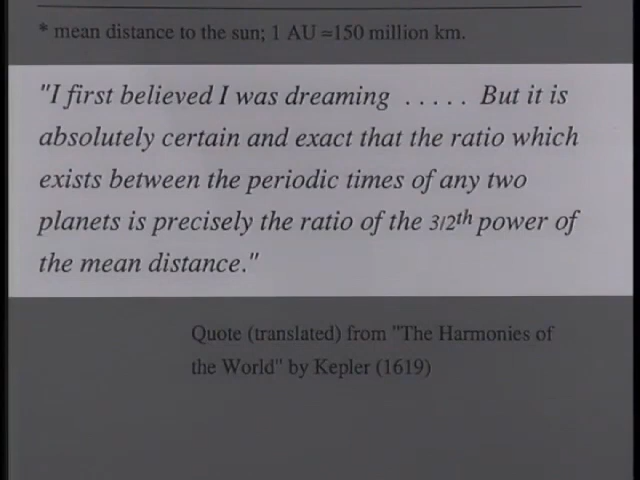 * mean distance to the sun; 1 AU ≃150 million km.
"I first believed I was dreaming ..... But it is
absolutely certain and exact that the ratio which
exists between the periodic times of any two
planets is precisely the ratio of the 3/2th power of
the mean distance."
Quote (translated) from "The Harmonies of
the World" by Kepler (1619)